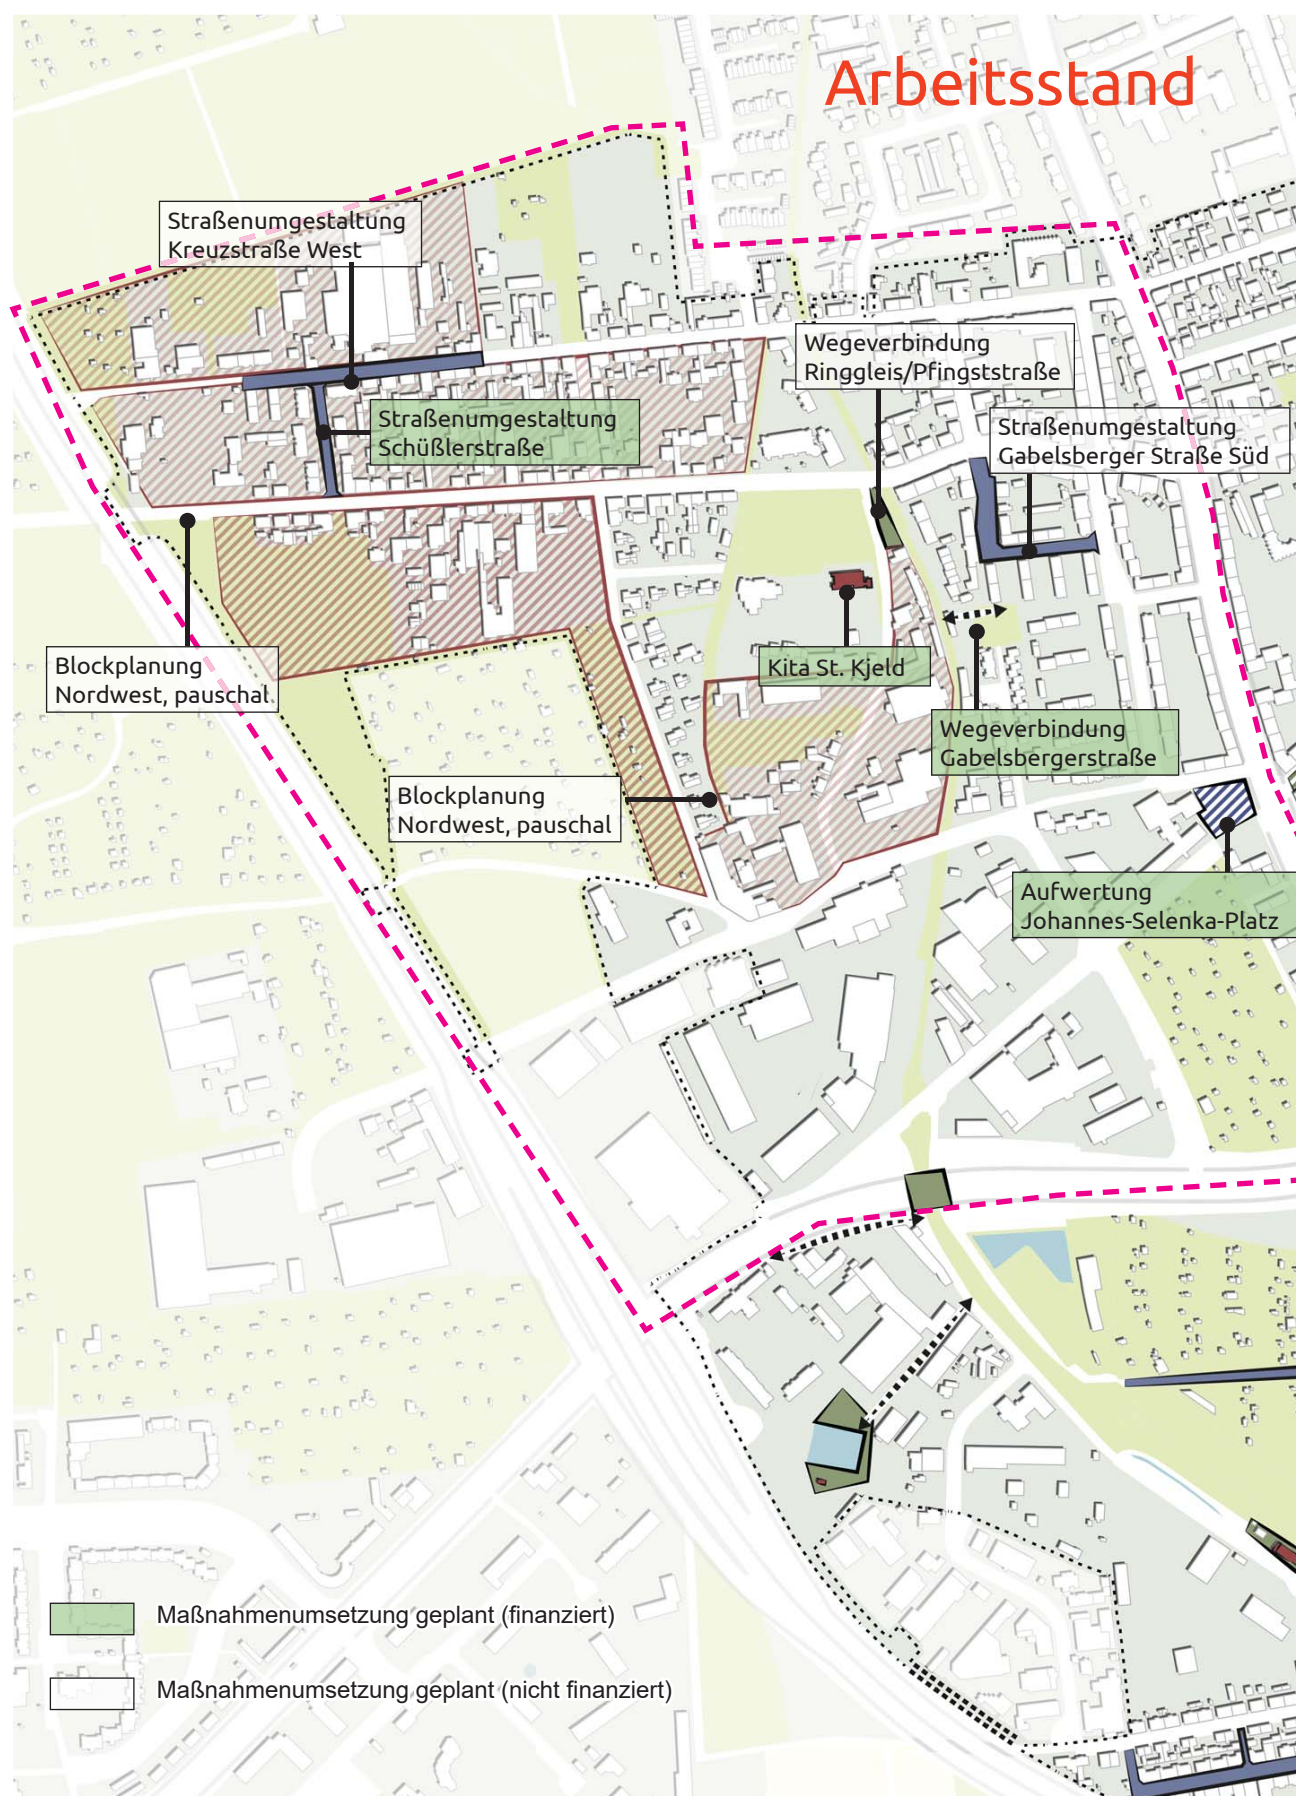 Arbeitsstand
Straßenumgestaltung
Kreuzstraße West
Wegeverbindung
Ringgleis/Pfingststraße
Straßenumgestaltung
Schüßlerstraße
Straßenumgestaltung
Gabelsberger Straße Süd
Blockplanung
Nordwest, pauschal
Kita St. Kjeld
Wegeverbindung
Gabelsbergerstraße
Blockplanung
Nordwest, pauschal
Aufwertung
Johannes-Selenka-Platz
Maßnahmenumsetzung geplant (finanziert)
Maßnahmenumsetzung geplant (nicht finanziert)